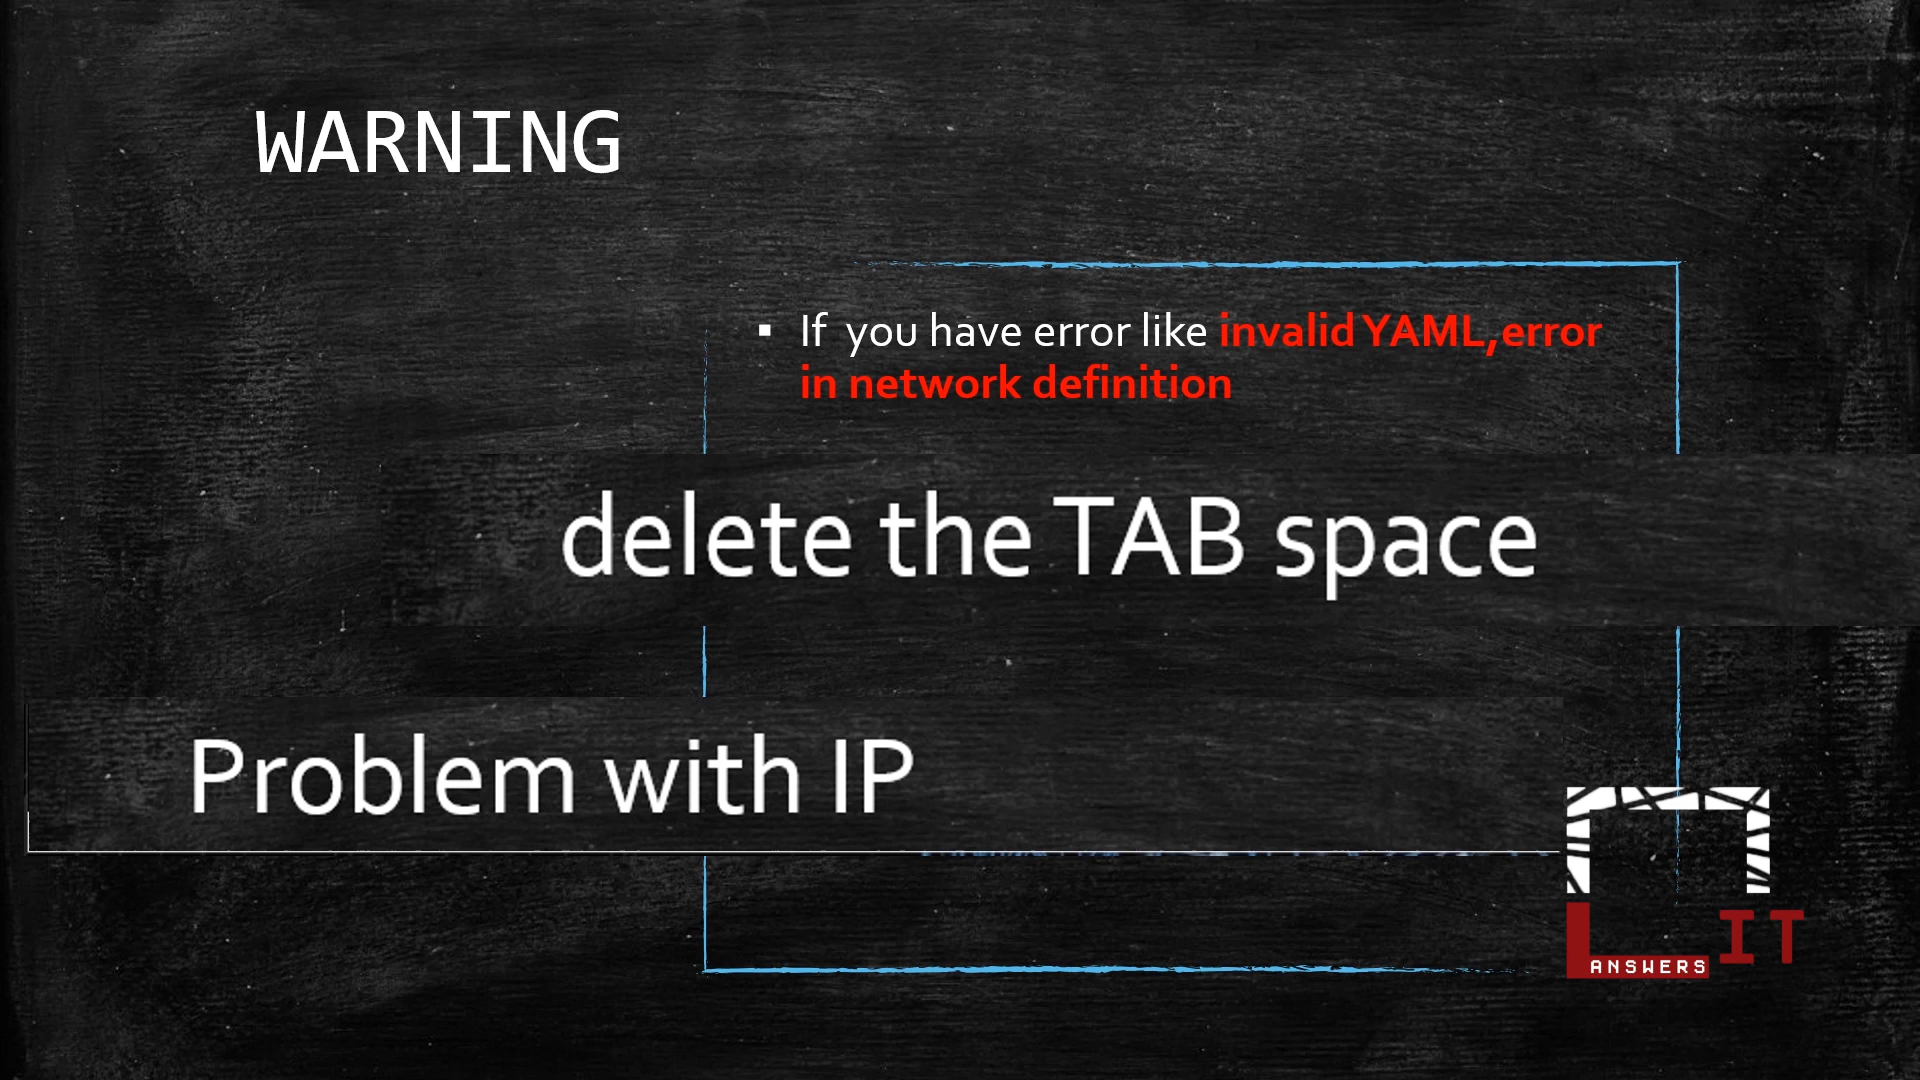 WARNING
▪ If you have error like invalid YAML,error
in network definition
delete the TAB space
Problem with IP
IT
ANSWERS